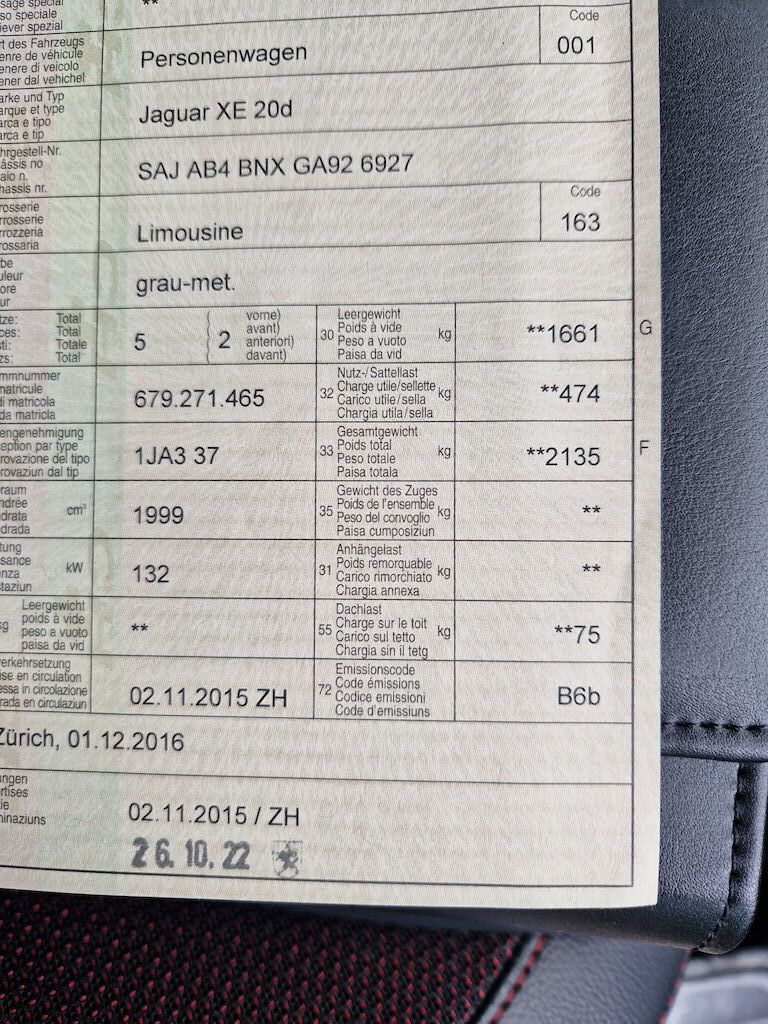 so speciale
Code
Personenwagen
001
genere di veicolo
Jaguar XE 20d
SAJ AB4 BNX GA92 6927
Code
Limousine
163
grau-met.
Total
Total
Totale
Total
5
2
vorne)
avant)
anteriori)
davant)
30
Leergewicht
Poids à vide
Peso a vuoto
Paisa da vid
kg
**1661
G
679.271.465
32
Nutz-/Sattellast
Charge utile/sellette
Carico utile/sella
Chargia utila/sella
kg
**474
1JA3 37
33
Gesamtgewicht
Poids total
Peso totale
Paisa totala
kg
**2135
F
cm³
1999
35
Gewicht des Zuges
Poids de l'ensemble
Peso del convoglio
Paisa cumposiziun
kg
**
kW
132
31
Anhängelast
Poids remorquable
Carico rimorchiato
Chargia annexa
kg
**
kg
Leergewicht
poids à vide
peso a vuoto
paisa da vid
**
55
Dachlast
Charge sur le toit
Carico sul tetto
Chargia sin il tetg
kg
**75
02.11.2015 ZH
72
Emissionscode
Code émissions
Codice emissioni
Code d'emissiuns
B6b
Zürich, 01.12.2016
02.11.2015 / ZH
26.10.22